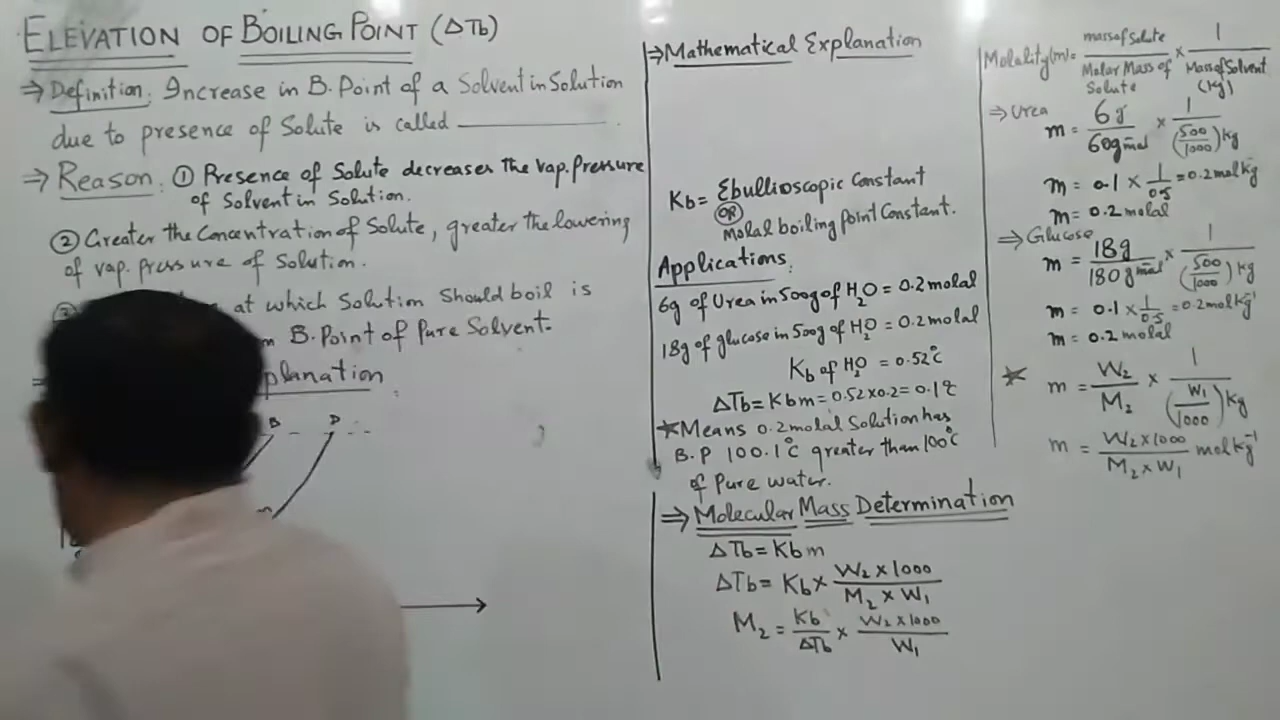 ELEVATION OF BOILING POINT (ΔTb)
⇒ Definition: Increase in B. Point of a Solvent in Solution
due to presence of Solute is called ________.
⇒ Reason: ① Presence of Solute decreases the vap. pressure
of Solvent in Solution.
② Greater the Concentration of Solute, greater the lowering
of vap. pressure of Solution.
at which Solution Should boil is
B. Point of Pure Solvent.
planation
B D
⇒ Mathematical Explanation
Kb = Ebullioscopic Constant
OR
Molal boiling point Constant.
Applications:
6g of Urea in 500g of H₂O = 0.2 molal
18g of glucose in 500g of H₂O = 0.2 molal
Kb of H₂O = 0.52°C
ΔTb = Kb m = 0.52 x 0.2 = 0.1°C
★ Means 0.2 molal Solution has
B.P 100.1°C greater than 100°C
of Pure water.
⇒ Molecular Mass Determination
ΔTb = Kb m
ΔTb = Kb x W₂ x 1000 / M₂ x W₁
M₂ = Kb / ΔTb x W₂ x 1000 / W₁
Molality(m) = mass of Solute / Molar Mass of Solute x 1 / Mass of Solvent (kg)
⇒ Urea
m = 6g / 60g mol⁻¹ x 1 / (500/1000) kg
m = 0.1 x 1/0.5 = 0.2 mol kg⁻¹
m = 0.2 molal
⇒ Glucose
m = 18g / 180g mol⁻¹ x 1 / (500/1000) kg
m = 0.1 x 1/0.5 = 0.2 mol kg⁻¹
m = 0.2 molal
★ m = W₂ / M₂ x 1 / (W₁/1000) kg
m = W₂ x 1000 / M₂ x W₁ mol kg⁻¹